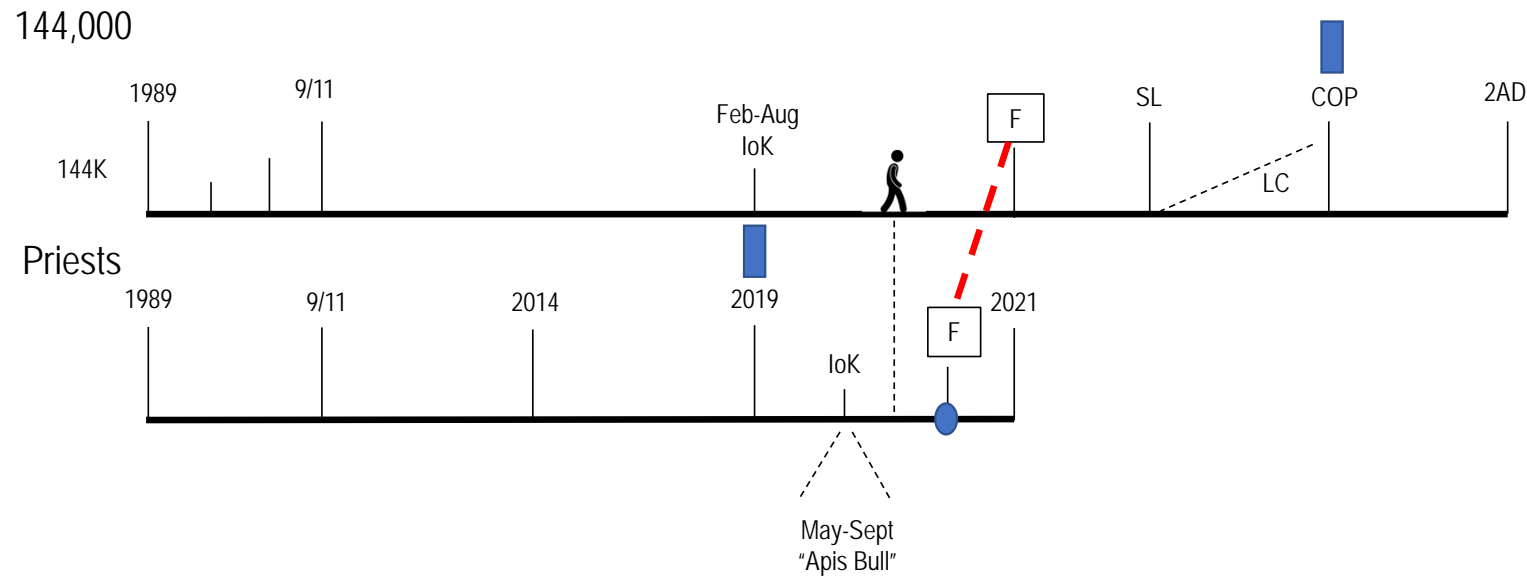 144,000
1989
9/11
Feb-Aug
IoK
F
SL
COP
2AD
144K
LC
Priests
1989
9/11
2014
2019
IoK
F
2021
May-Sept
“Apis Bull”